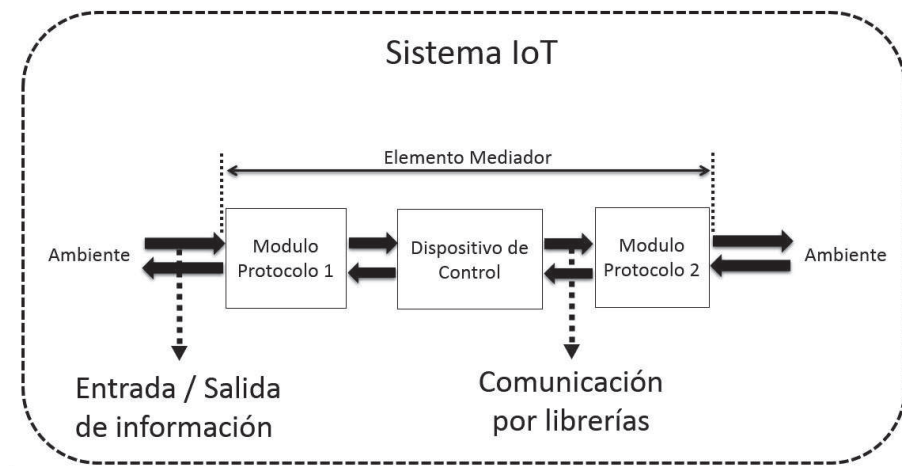 Sistema IoT
Elemento Mediador
Ambiente
Modulo
Protocolo 1
Dispositivo de
Control
Modulo
Protocolo 2
Ambiente
Entrada / Salida
de información
Comunicación
por librerías